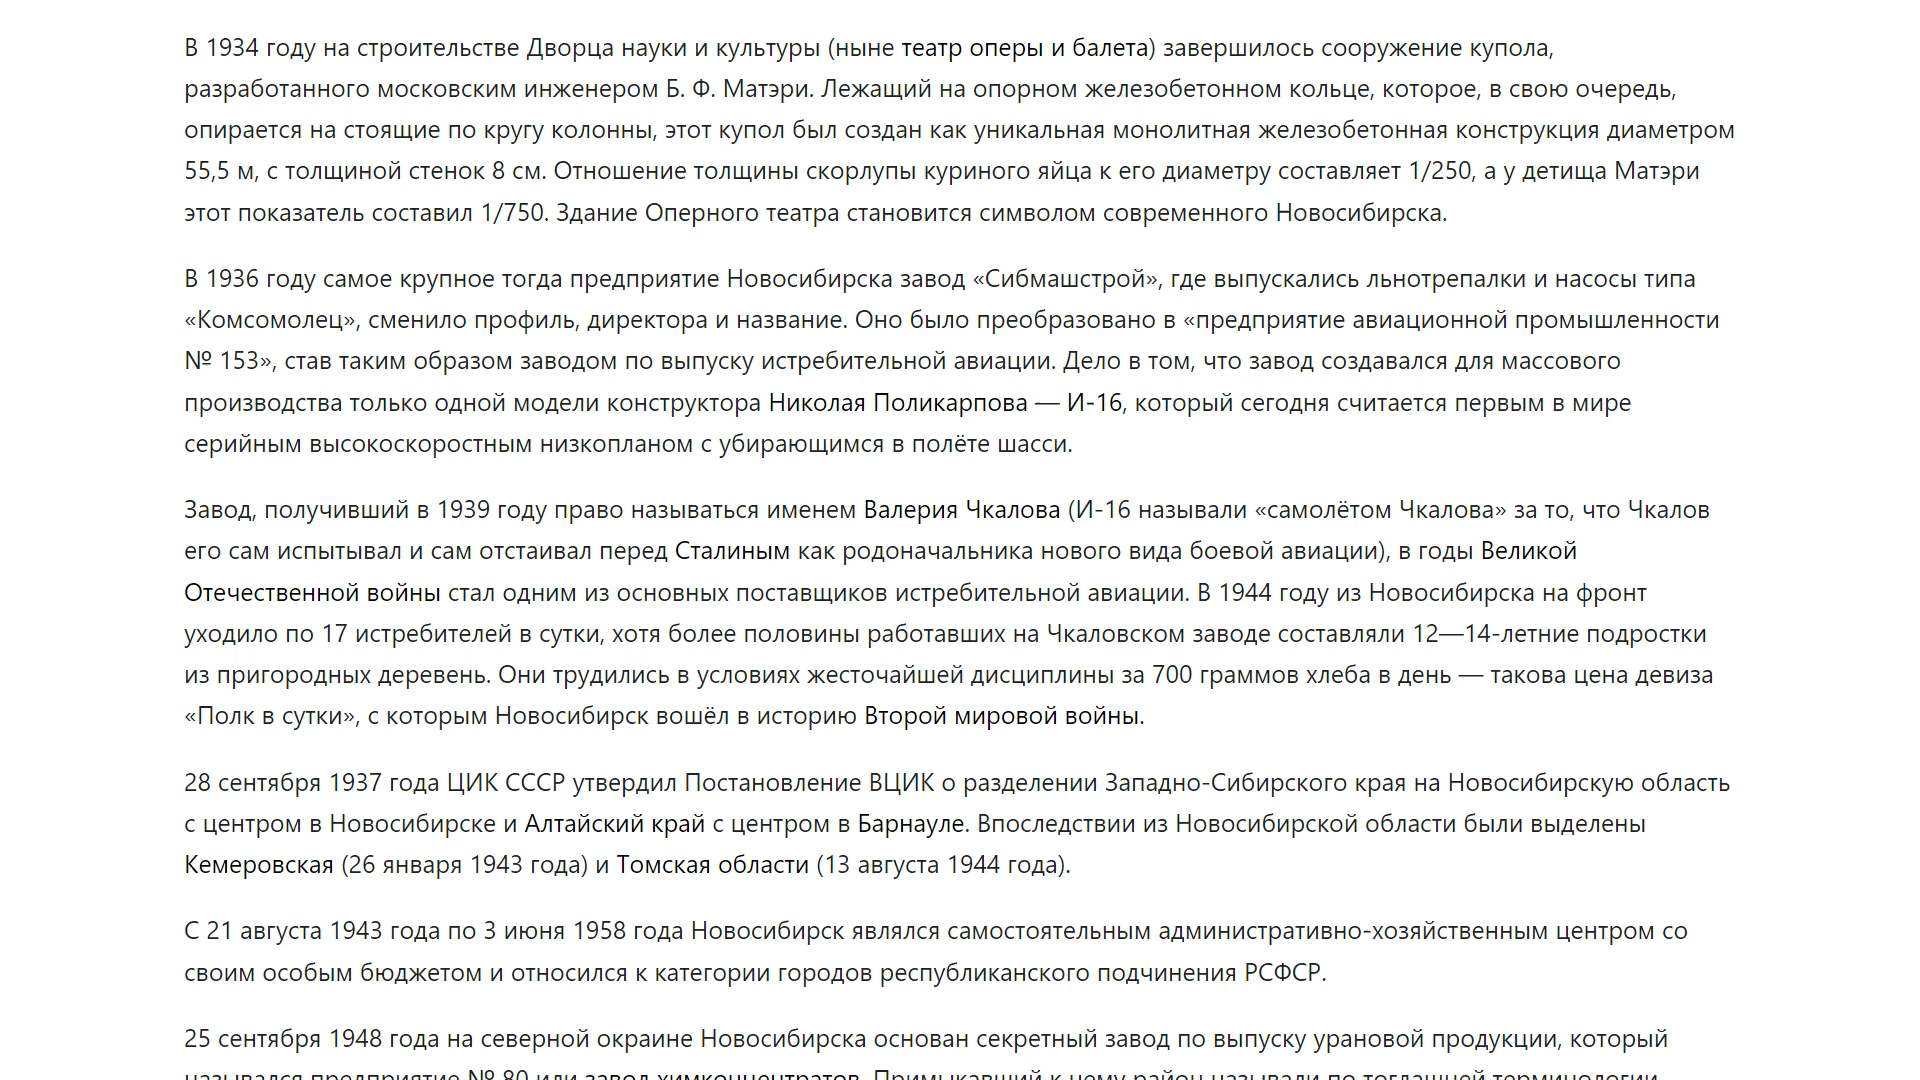 В 1934 году на строительстве Дворца науки и культуры (ныне театр оперы и балета) завершилось сооружение купола,
разработанного московским инженером Б. Ф. Матэри. Лежащий на опорном железобетонном кольце, которое, в свою очередь,
опирается на стоящие по кругу колонны, этот купол был создан как уникальная монолитная железобетонная конструкция диаметром
55,5 м, с толщиной стенок 8 см. Отношение толщины скорлупы куриного яйца к его диаметру составляет 1/250, а у детища Матэри
этот показатель составил 1/750. Здание Оперного театра становится символом современного Новосибирска.
В 1936 году самое крупное тогда предприятие Новосибирска завод «Сибмашстрой», где выпускались льнотрепалки и насосы типа
«Комсомолец», сменило профиль, директора и название. Оно было преобразовано в «предприятие авиационной промышленности
№ 153», став таким образом заводом по выпуску истребительной авиации. Дело в том, что завод создавался для массового
производства только одной модели конструктора Николая Поликарпова — И-16, который сегодня считается первым в мире
серийным высокоскоростным низкопланом с убирающимся в полёте шасси.
Завод, получивший в 1939 году право называться именем Валерия Чкалова (И-16 называли «самолётом Чкалова» за то, что Чкалов
его сам испытывал и сам отстаивал перед Сталиным как родоначальника нового вида боевой авиации), в годы Великой
Отечественной войны стал одним из основных поставщиков истребительной авиации. В 1944 году из Новосибирска на фронт
уходило по 17 истребителей в сутки, хотя более половины работавших на Чкаловском заводе составляли 12—14-летние подростки
из пригородных деревень. Они трудились в условиях жесточайшей дисциплины за 700 граммов хлеба в день — такова цена девиза
«Полк в сутки», с которым Новосибирск вошёл в историю Второй мировой войны.
28 сентября 1937 года ЦИК СССР утвердил Постановление ВЦИК о разделении Западно-Сибирского края на Новосибирскую область
с центром в Новосибирске и Алтайский край с центром в Барнауле. Впоследствии из Новосибирской области были выделены
Кемеровская (26 января 1943 года) и Томская области (13 августа 1944 года).
С 21 августа 1943 года по 3 июня 1958 года Новосибирск являлся самостоятельным административно-хозяйственным центром со
своим особым бюджетом и относился к категории городов республиканского подчинения РСФСР.
25 сентября 1948 года на северной окраине Новосибирска основан секретный завод по выпуску урановой продукции, который
назывался предприятие № 80 или завод химконцентратов. Примыкавший к нему район называли по тогдашней терминологии